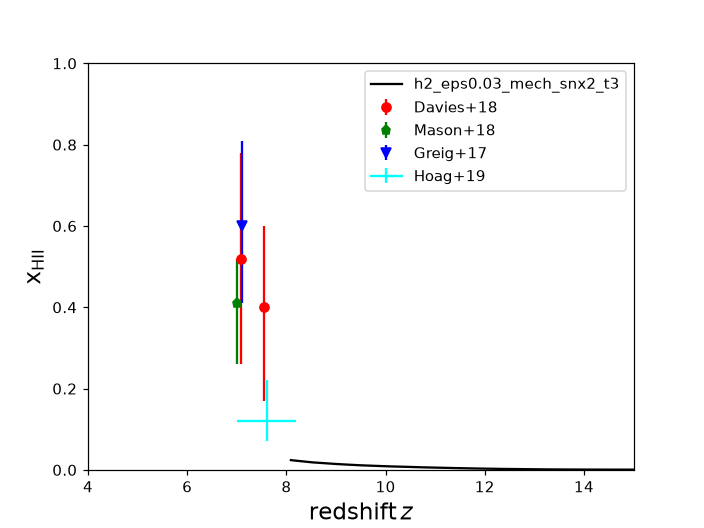 1.0
0.8
0.6
0.4
0.2
0.0
xHII
4 6 8 10 12 14
redshift z
h2_eps0.03_mech_snx2_t3
Davies+18
Mason+18
Greig+17
Hoag+19